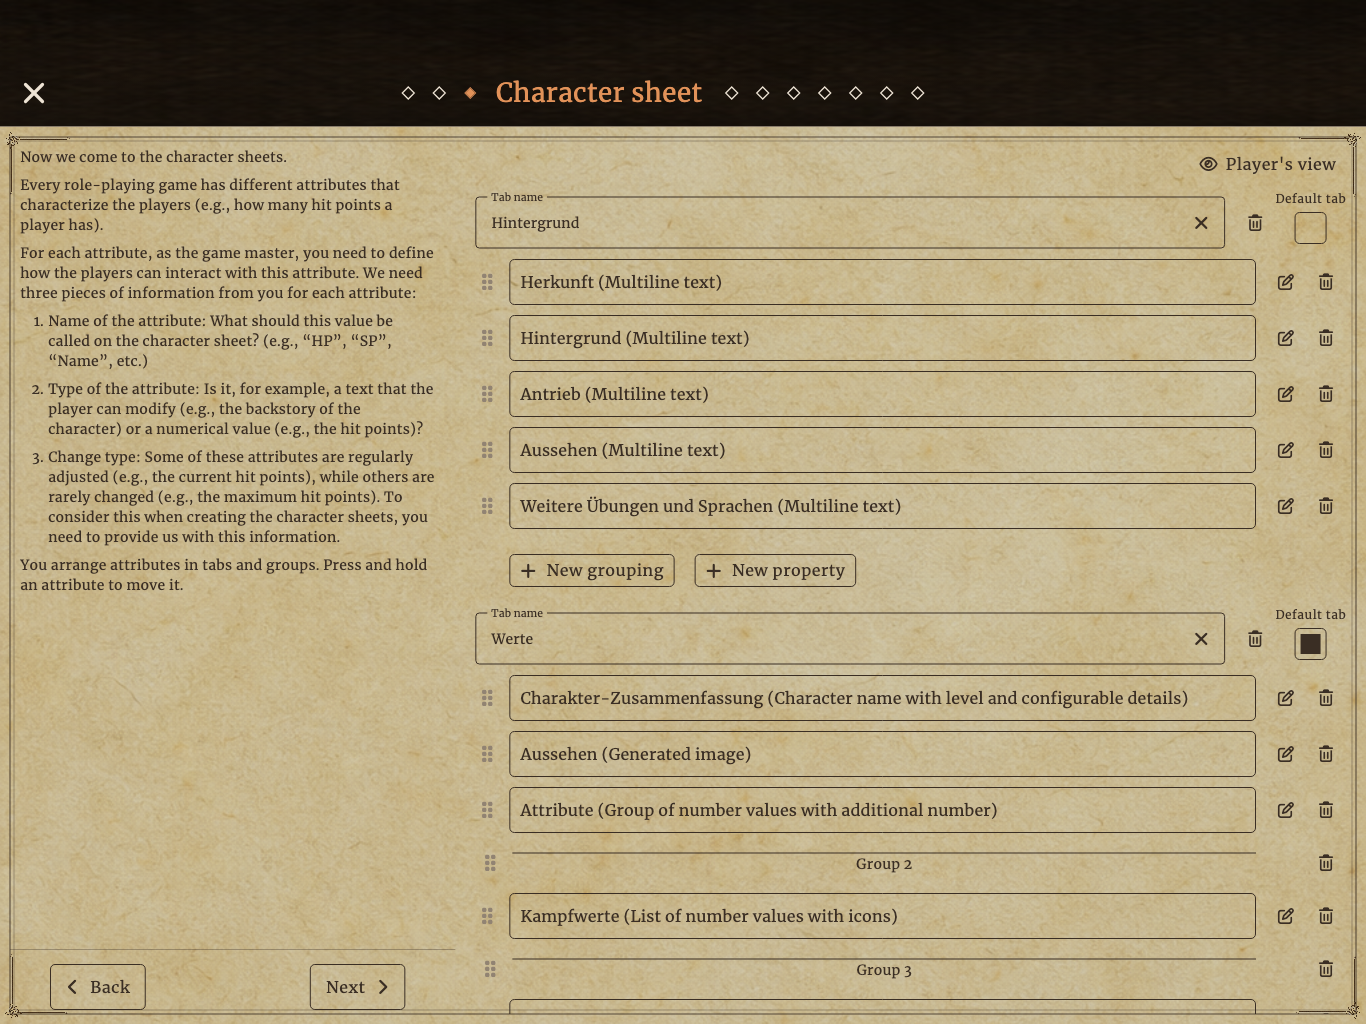 Character sheet
Now we come to the character sheets.
Every role-playing game has different attributes that
characterize the players (e.g., how many hit points a
player has).
For each attribute, as the game master, you need to define
how the players can interact with this attribute. We need
three pieces of information from you for each attribute:
1. Name of the attribute: What should this value be
called on the character sheet? (e.g., “HP”, “SP”,
“Name”, etc.)
2. Type of the attribute: Is it, for example, a text that the
player can modify (e.g., the backstory of the
character) or a numerical value (e.g., the hit points)?
3. Change type: Some of these attributes are regularly
adjusted (e.g., the current hit points), while others are
rarely changed (e.g., the maximum hit points). To
consider this when creating the character sheets, you
need to provide us with this information.
You arrange attributes in tabs and groups. Press and hold
an attribute to move it.
Back
Next
Player's view
Tab name
Default tab
Hintergrund
Herkunft (Multiline text)
Hintergrund (Multiline text)
Antrieb (Multiline text)
Aussehen (Multiline text)
Weitere Übungen und Sprachen (Multiline text)
New grouping
New property
Tab name
Default tab
Werte
Charakter-Zusammenfassung (Character name with level and configurable details)
Aussehen (Generated image)
Attribute (Group of number values with additional number)
Group 2
Kampfwerte (List of number values with icons)
Group 3